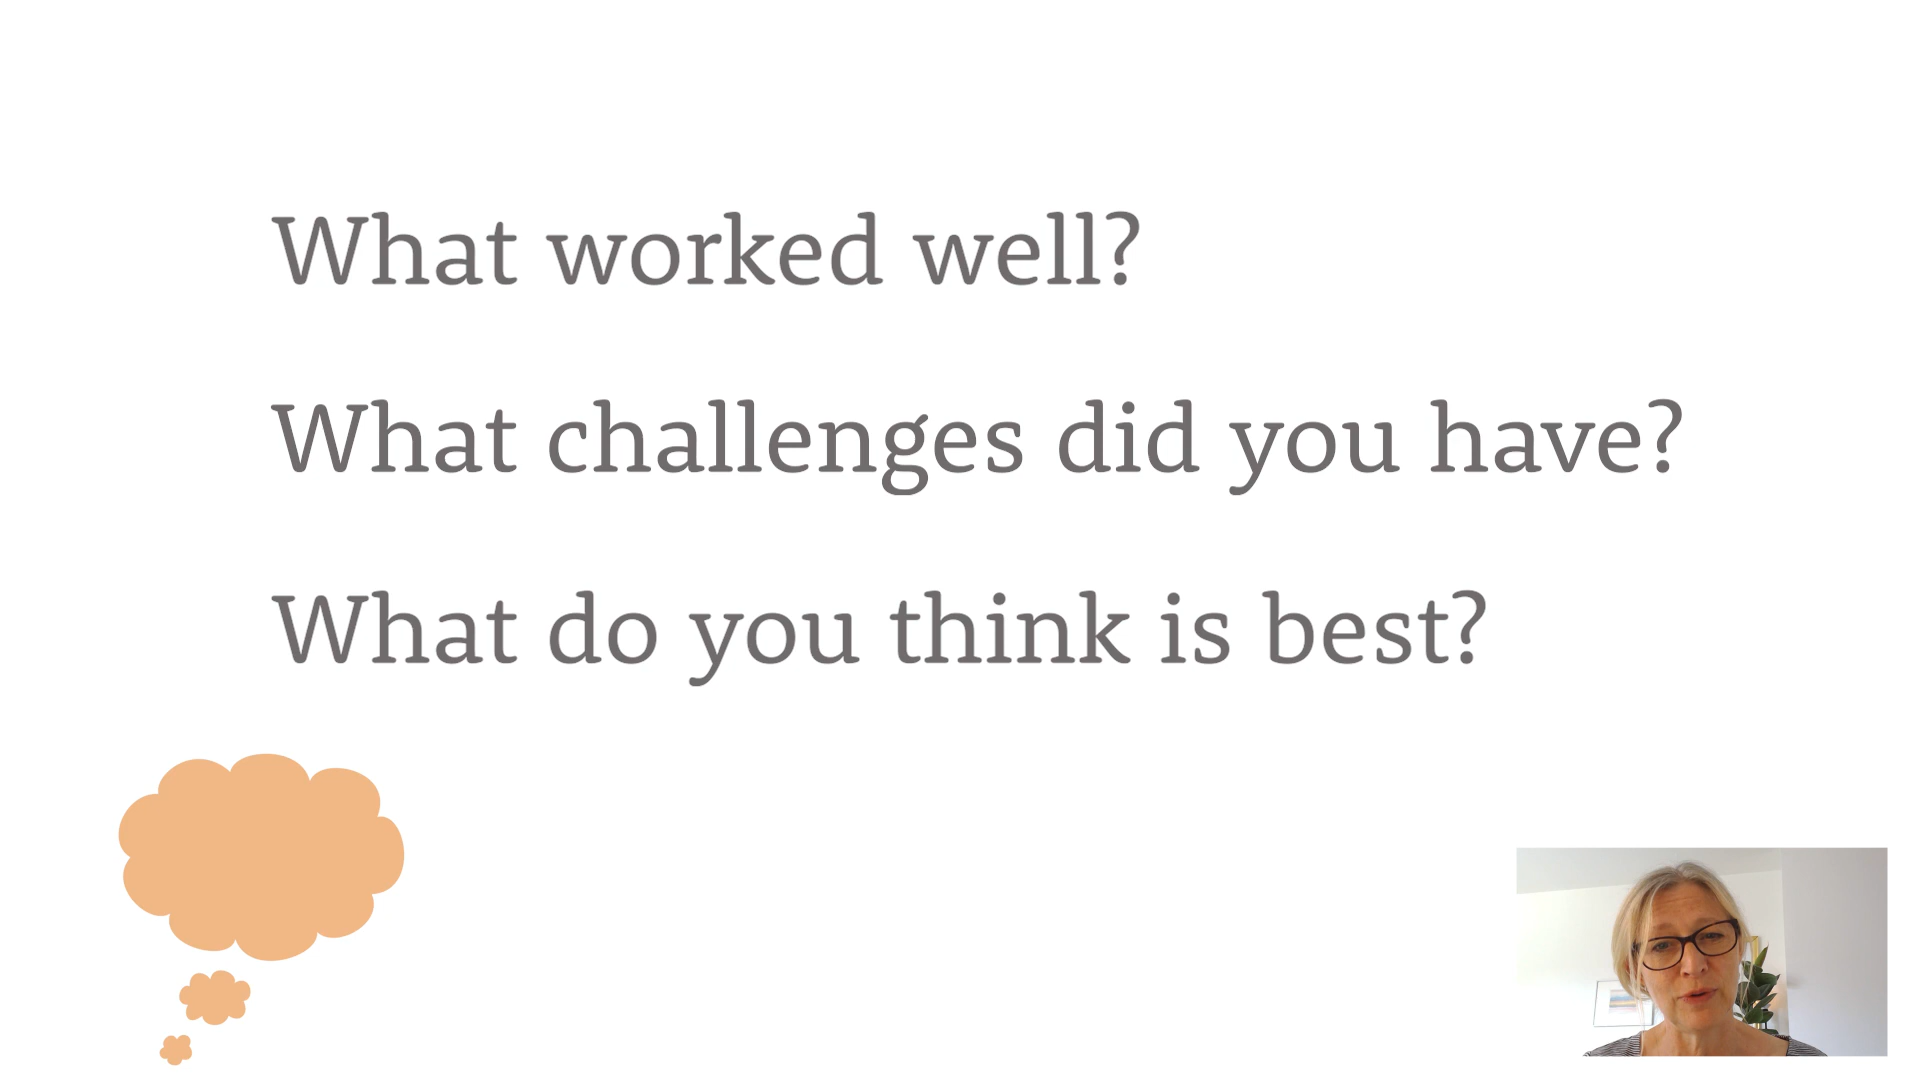 What worked well?
What challenges did you have?
What do you think is best?